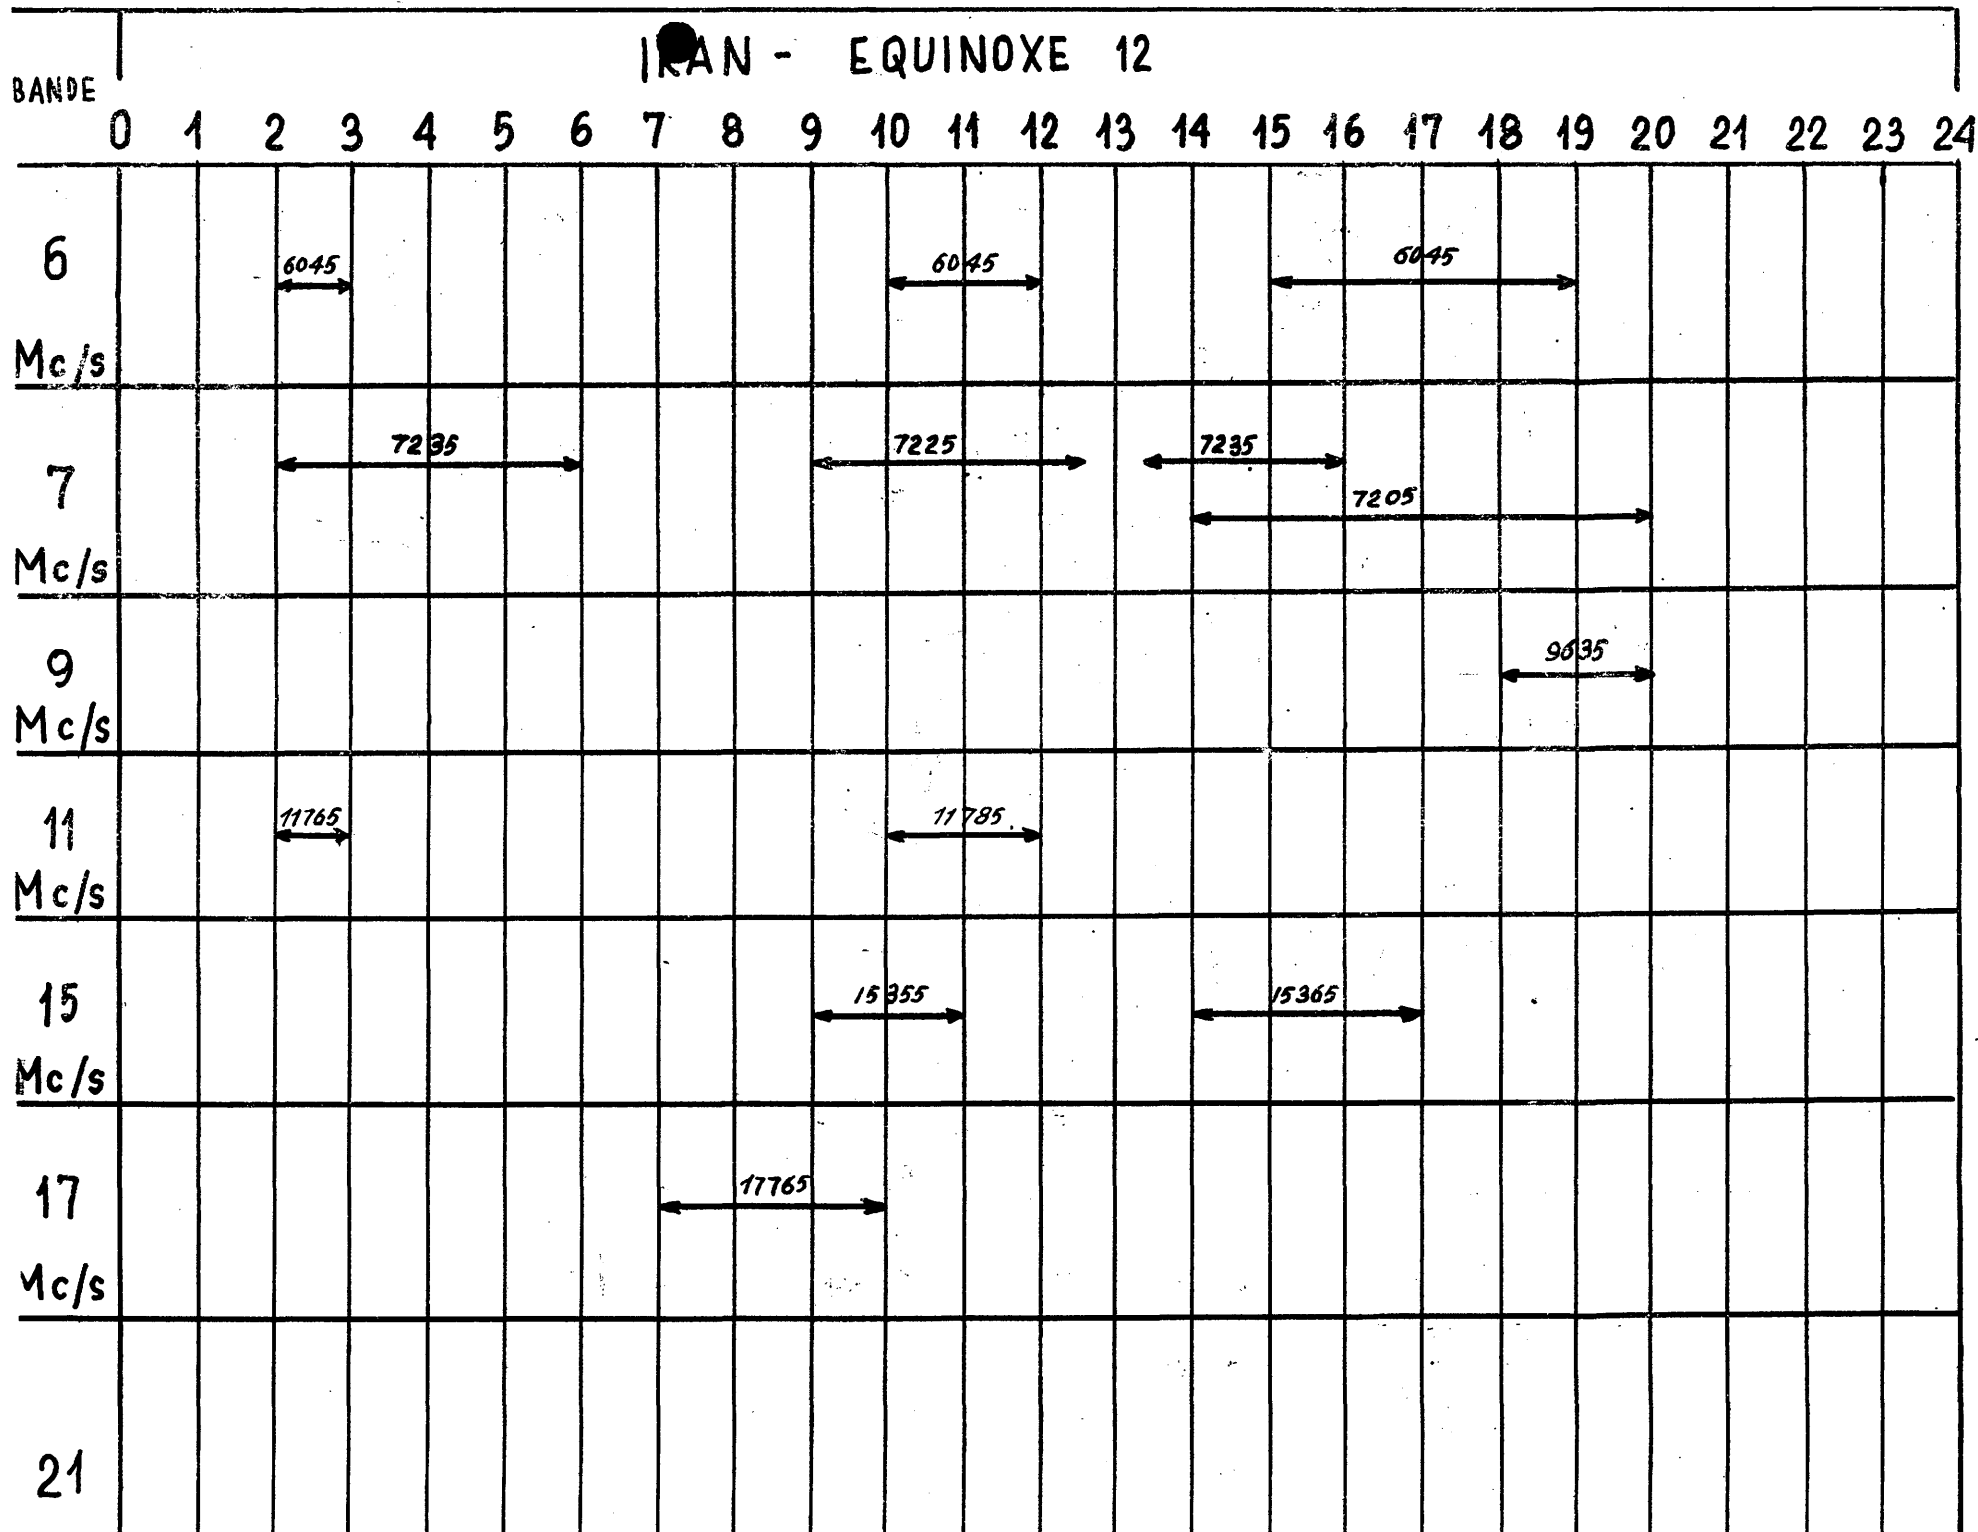 IRAN - EQUINOXE 12
BANDE
0 1 2 3 4 5 6 7 8 9 10 11 12 13 14 15 16 17 18 19 20 21 22 23 24
6
6045 6045 6045
Mc/s
7235 7225 7235
7
7205
Mc/s
9
9635
Mc/s
11
11765 11785
Mc/s
15
15355 15365
Mc/s
17
17765
Mc/s
21